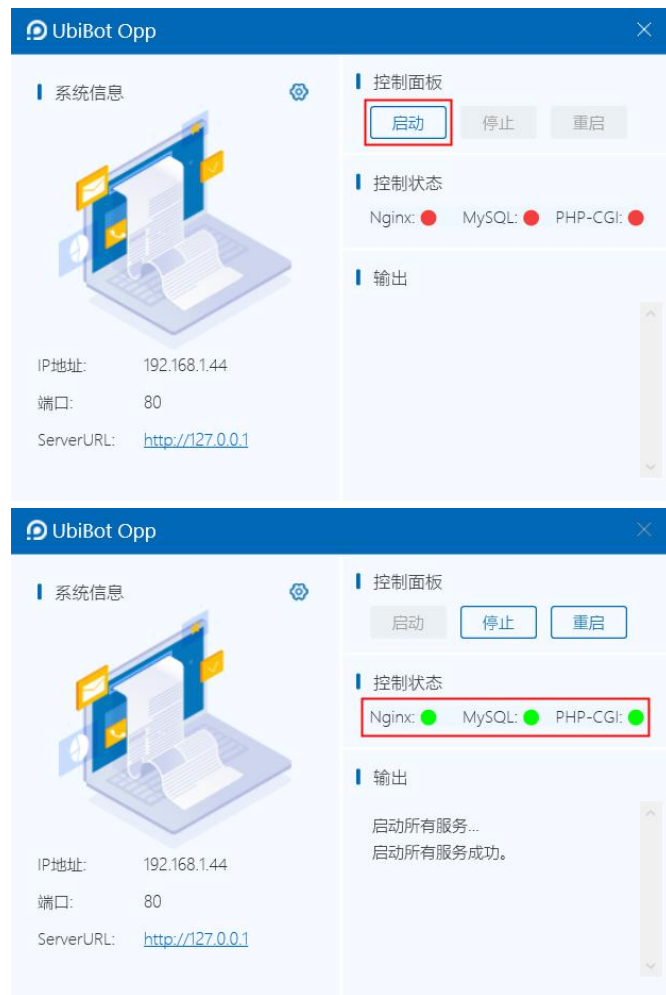 UbiBot Opp
系统信息
IP地址: 192.168.1.44
端口: 80
ServerURL: http://127.0.0.1
控制面板
启动 停止 重启
控制状态
Nginx: MySQL: PHP-CGI:
输出
UbiBot Opp
系统信息
IP地址: 192.168.1.44
端口: 80
ServerURL: http://127.0.0.1
控制面板
启动 停止 重启
控制状态
Nginx: MySQL: PHP-CGI:
输出
启动所有服务...
启动所有服务成功。